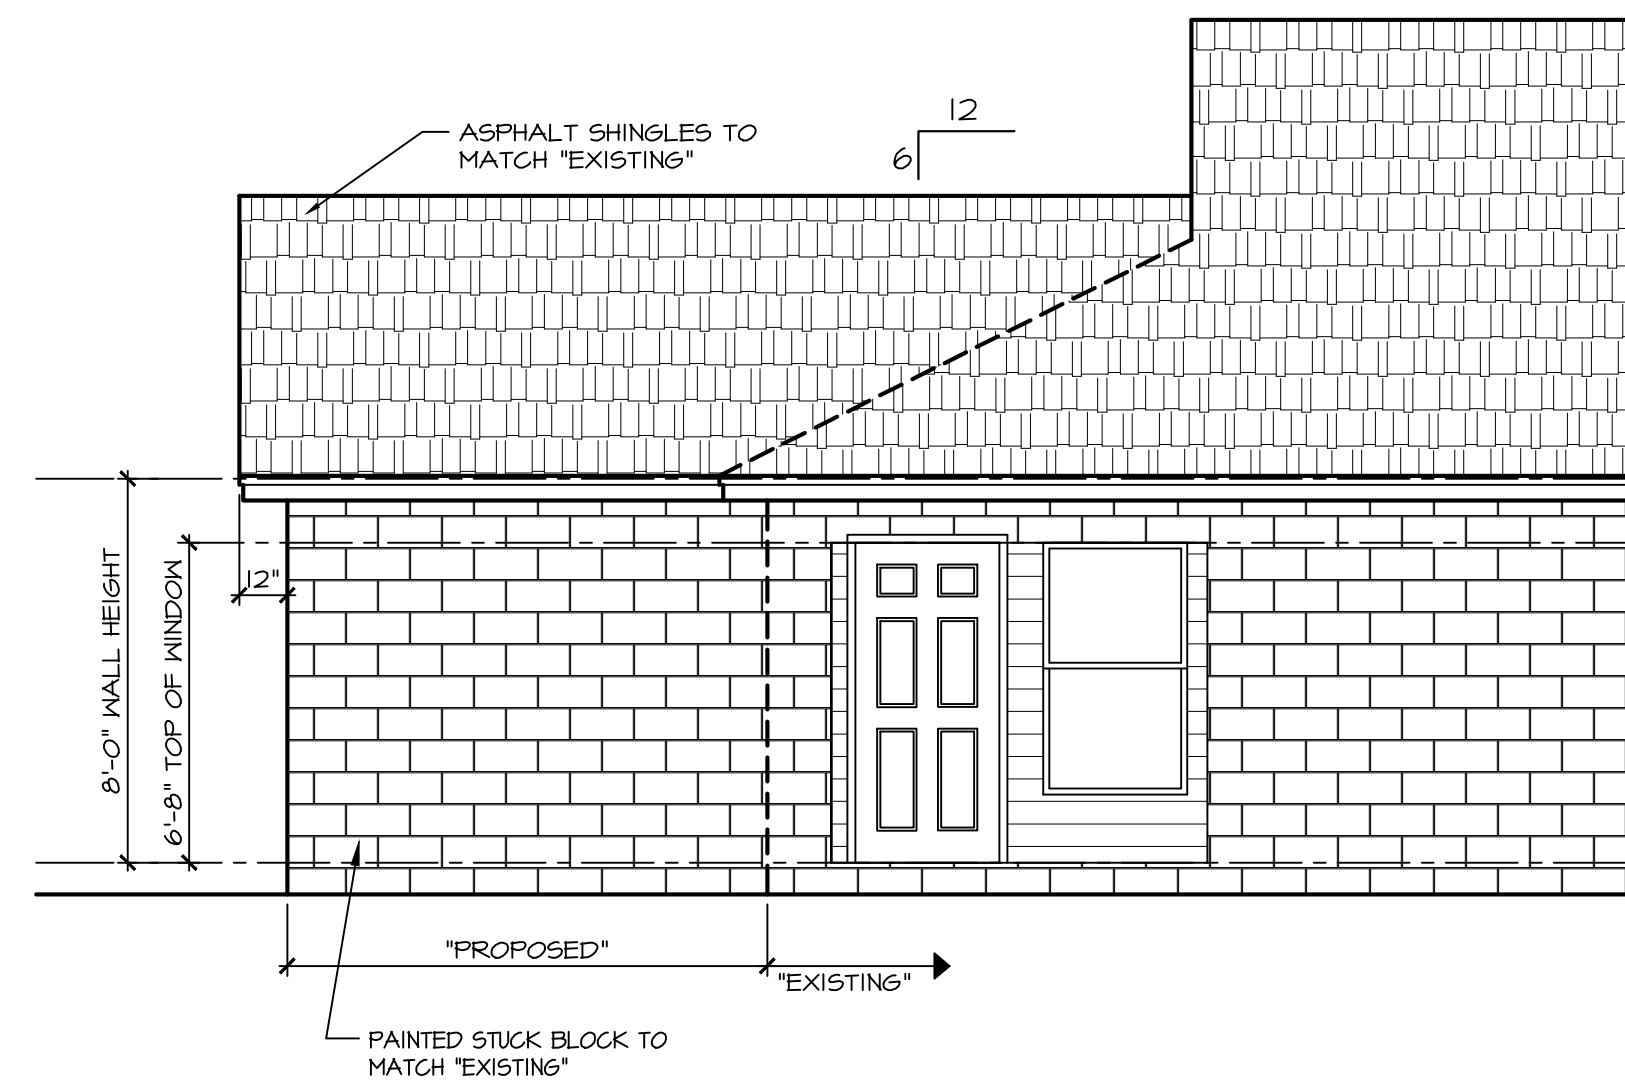 12
6
ASPHALT SHINGLES TO
MATCH "EXISTING"
12"
8'-0" WALL HEIGHT
6'-8" TOP OF WINDOW
"PROPOSED"
"EXISTING"
PAINTED STUCK BLOCK TO
MATCH "EXISTING"